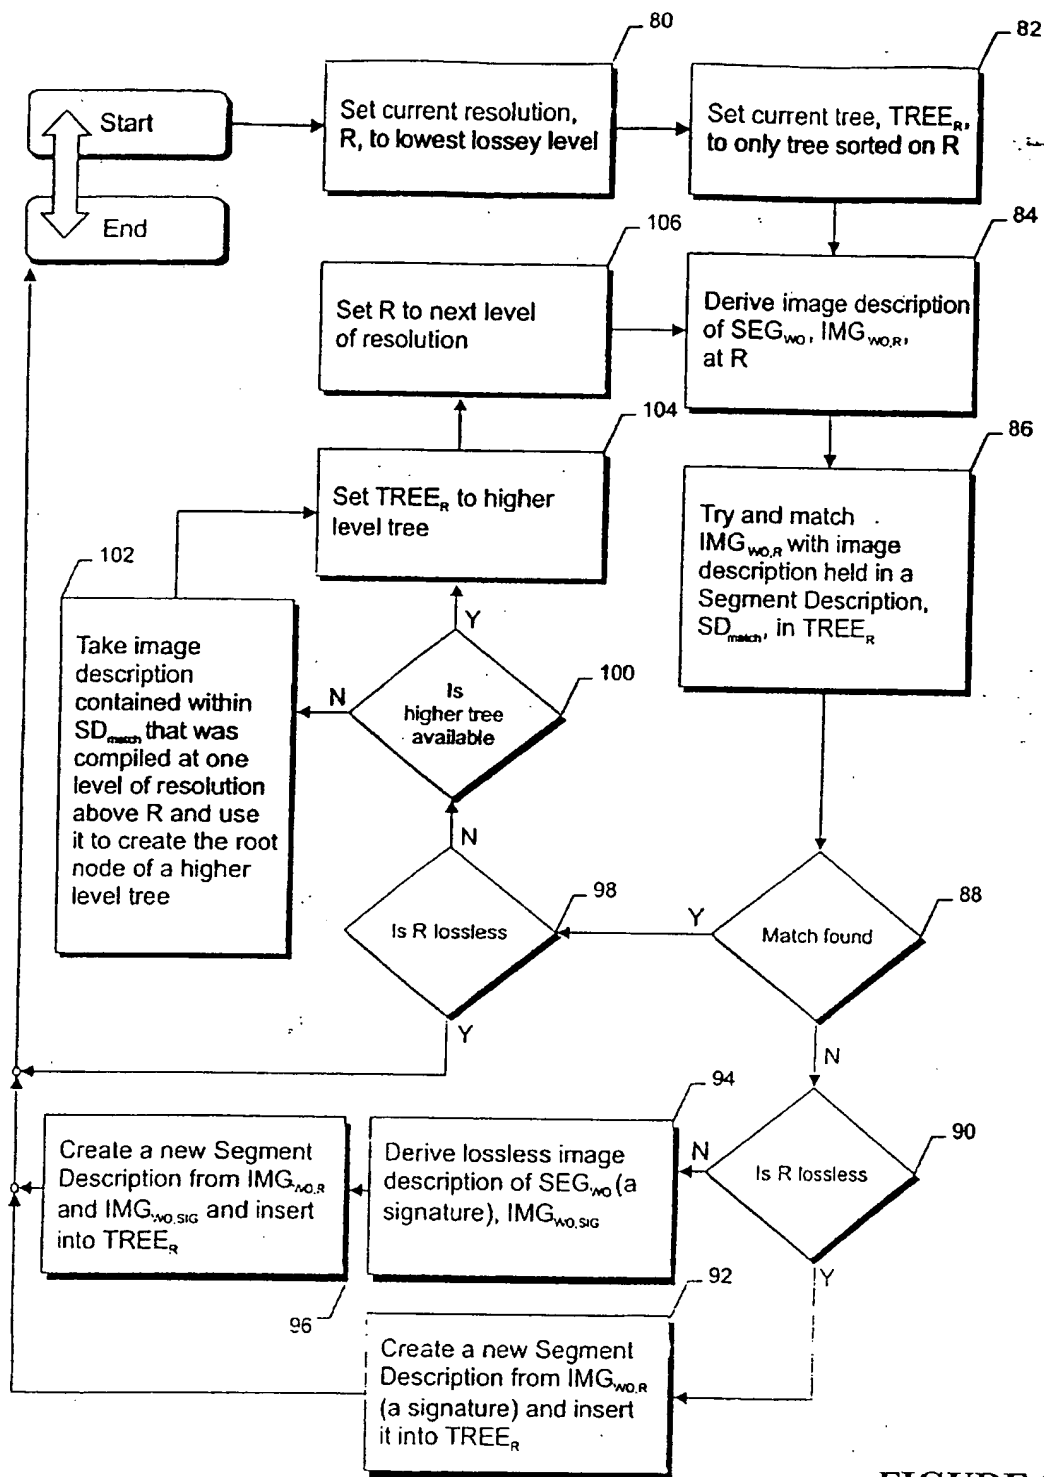 80
82
Start
Set current resolution,
R, to lowest lossey level
Set current tree, TREE_R,
to only tree sorted on R
End
106
84
Set R to next level
of resolution
Derive image description
of SEG_WO, IMG_WO,R,
at R
104
86
Set TREE_R to higher
level tree
Try and match
IMG_WO,R with image
description held in a
Segment Description,
SD_match, in TREE_R
102
Y
Take image
description
contained within
SD_match that was
compiled at one
level of resolution
above R and use
it to create the root
node of a higher
level tree
N
Is
higher tree
available
100
N
98
Is R lossless
Y
Y
Match found
88
N
94
Create a new Segment
Description from IMG_WO,R
and IMG_WO,SIG and insert
into TREE_R
96
Derive lossless image
description of SEG_WO (a
signature), IMG_WO,SIG
N
Is R lossless
90
Y
92
Create a new Segment
Description from IMG_WO,R
(a signature) and insert
it into TREE_R